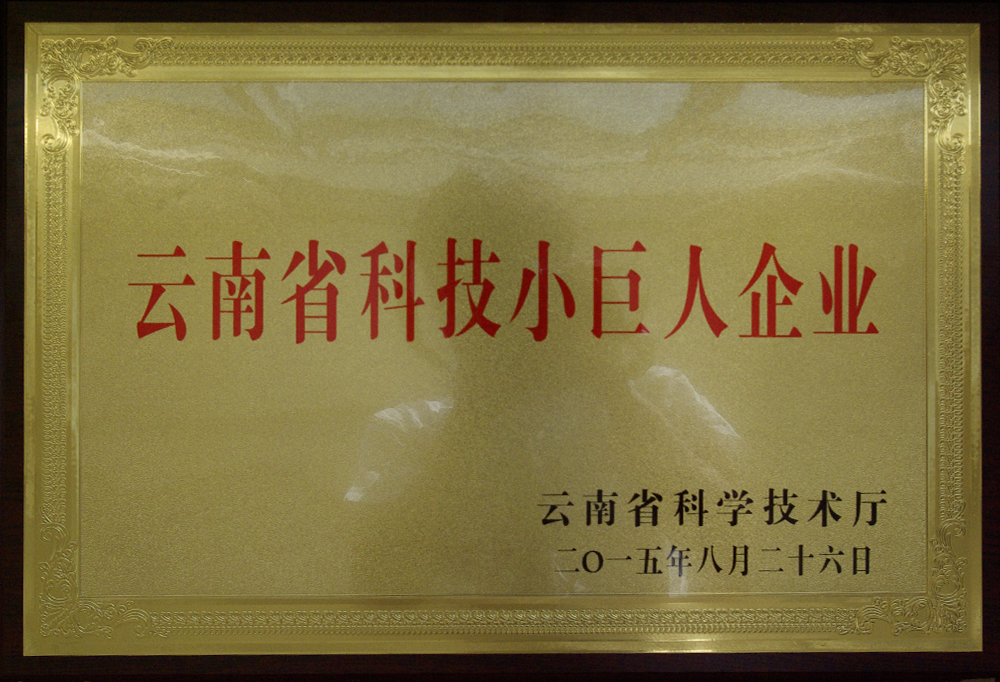 云南省科技小巨人企业
云南省科学技术厅
二〇一五年八月二十六日